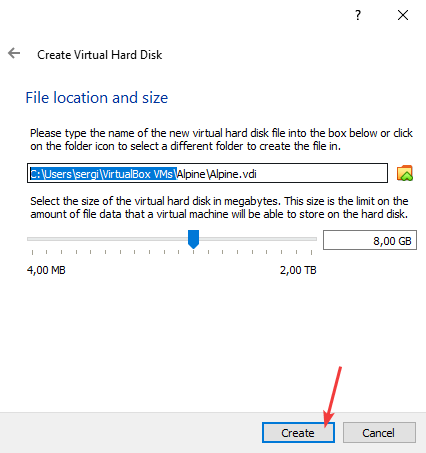 ?
Create Virtual Hard Disk
File location and size
Please type the name of the new virtual hard disk file into the box below or click
on the folder icon to select a different folder to create the file in.
C:\Users\sergi\VirtualBox VMs\Alpine\Alpine.vdi
Select the size of the virtual hard disk in megabytes. This size is the limit on the
amount of file data that a virtual machine will be able to store on the hard disk.
8,00 GB
4,00 MB 2,00 TB
Create Cancel